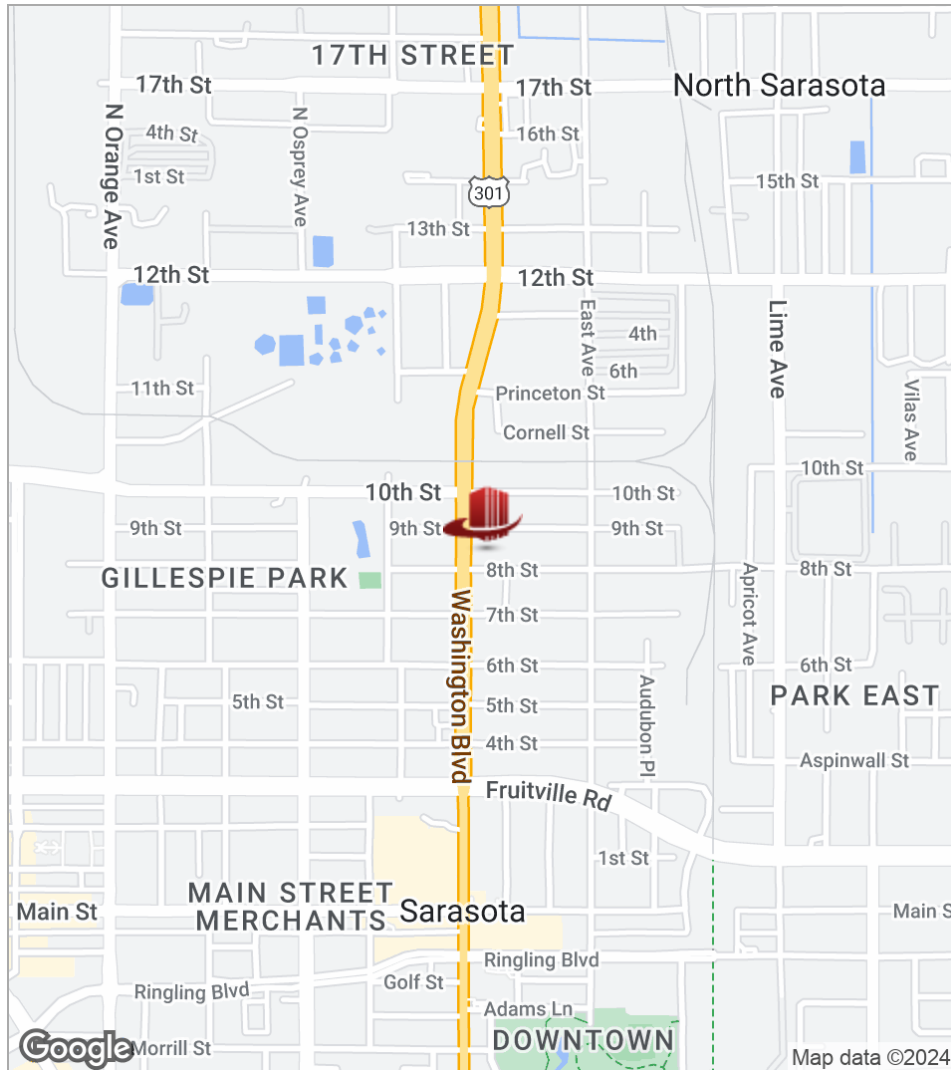 17TH STREET
17th St
17th St
North Sarasota
N Orange Ave
N Osprey Ave
4th St
16th St
1st St
15th St
301
13th St
12th St
12th St
East Ave
Lime Ave
4th
6th
11th St
Princeton St
Vilas Ave
Cornell St
10th St
10th St
10th St
9th St
9th St
9th St
GILLESPIE PARK
8th St
8th St
Apricot Ave
Washington Blvd
7th St
6th St
6th St
Audubon Pl
5th St
5th St
PARK EAST
4th St
Aspinwall St
Fruitville Rd
1st St
MAIN STREET
MERCHANTS
Main St
Sarasota
Main S
Ringling Blvd
Golf St
Ringling Blvd
Adams Ln
DOWNTOWN
Google
Morrill St
Map data ©2024